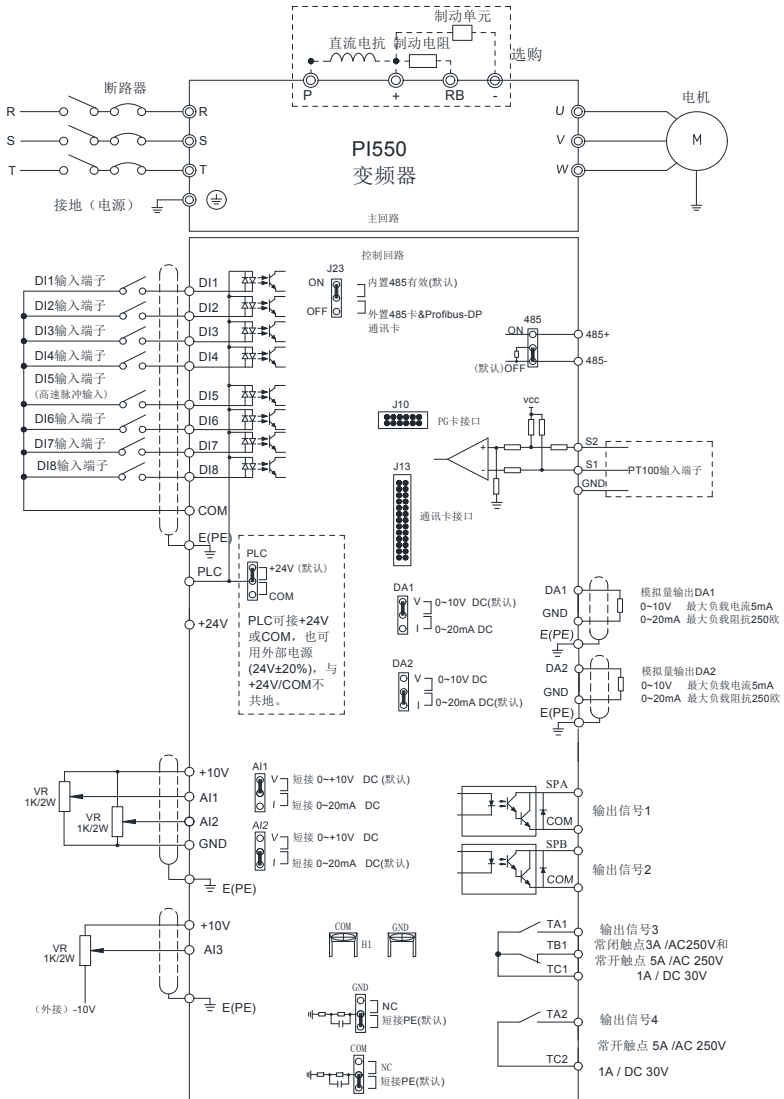 制动单元
直流电抗 制动电阻
选购
P
+
RB
-
断路器
R
R
S
S
T
T
接地（电源）
U
V
W
电机
M
PI550
变频器
主回路
控制回路
DI1输入端子
DI1
DI2输入端子
DI2
DI3输入端子
DI3
DI4输入端子
DI4
DI5输入端子
(高速脉冲输入)
DI5
DI6输入端子
DI6
DI7输入端子
DI7
DI8输入端子
DI8
COM
E(PE)
PLC
+24V
J23
ON
内置485有效(默认)
OFF
外置485卡&Profibus-DP
通讯卡
485
ON
485+
(默认)OFF
485-
J10
PG卡接口
J13
通讯卡接口
VCC
+
-
S2
S1
GND
PT100输入端子
PLC
+24V (默认)
COM
PLC可接+24V
或COM，也可
用外部电源
(24V±20%)，与
+24V/COM不
共地。
DA1
V
0~10V DC(默认)
I
0~20mA DC
DA2
V
0~10V DC
I
0~20mA DC(默认)
DA1
GND
E(PE)
模拟量输出DA1
0~10V 最大负载电流5mA
0~20mA 最大负载阻抗250欧
DA2
GND
E(PE)
模拟量输出DA2
0~10V 最大负载电流5mA
0~20mA 最大负载阻抗250欧
VR
1K/2W
VR
1K/2W
+10V
AI1
AI2
GND
E(PE)
AI1
V
短接 0~+10V DC (默认)
I
短接 0~20mA DC
AI2
V
短接 0~+10V DC
I
短接 0~20mA DC(默认)
SPA
COM
输出信号1
SPB
COM
输出信号2
VR
1K/2W
+10V
AI3
（外接）-10V
E(PE)
COM
H1
GND
GND
NC
短接PE(默认)
COM
NC
短接PE(默认)
TA1
TB1
TC1
输出信号3
常闭触点3A /AC250V和
常开触点 5A /AC 250V
1A / DC 30V
TA2
TC2
输出信号4
常开触点 5A /AC 250V
1A / DC 30V